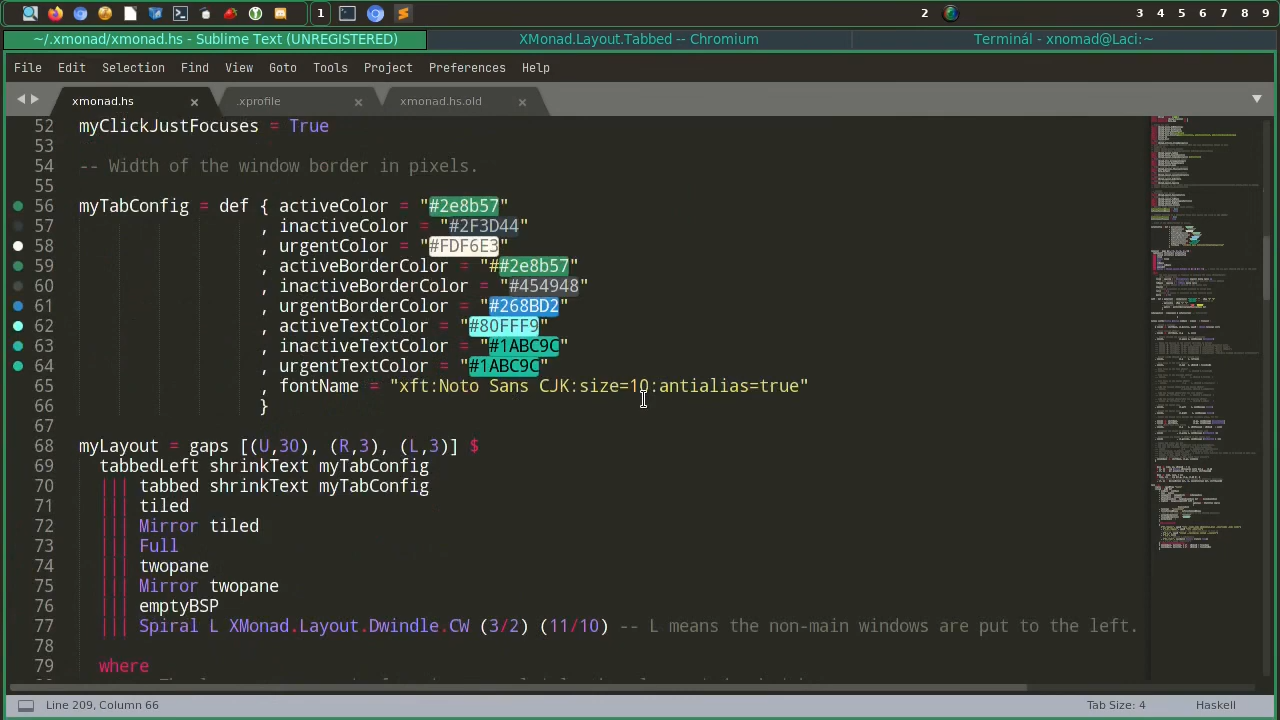 1
2
3 4 5 6 7 8 9
~/.xmonad/xmonad.hs - Sublime Text (UNREGISTERED)
XMonad.Layout.Tabbed -- Chromium
Terminál - xnomad@Laci:~
File Edit Selection Find View Goto Tools Project Preferences Help
xmonad.hs
.xprofile
xmonad.hs.old
52 myClickJustFocuses = True
53
54 -- Width of the window border in pixels.
55
56 myTabConfig = def { activeColor = "#2e8b57"
57 , inactiveColor = "#2F3D44"
58 , urgentColor = "#FDF6E3"
59 , activeBorderColor = "##2e8b57"
60 , inactiveBorderColor = "#454948"
61 , urgentBorderColor = "#268BD2"
62 , activeTextColor = "#80FFF9"
63 , inactiveTextColor = "#1ABC9C"
64 , urgentTextColor = "#1ABC9C"
65 , fontName = "xft:Noto Sans CJK:size=10:antialias=true"
66 }
67
68 myLayout = gaps [(U,30), (R,3), (L,3)] $
69 tabbedLeft shrinkText myTabConfig
70 ||| tabbed shrinkText myTabConfig
71 ||| tiled
72 ||| Mirror tiled
73 ||| Full
74 ||| twopane
75 ||| Mirror twopane
76 ||| emptyBSP
77 ||| Spiral L XMonad.Layout.Dwindle.CW (3/2) (11/10) -- L means the non-main windows are put to the left.
78
79 where
Line 209, Column 66
Tab Size: 4
Haskell